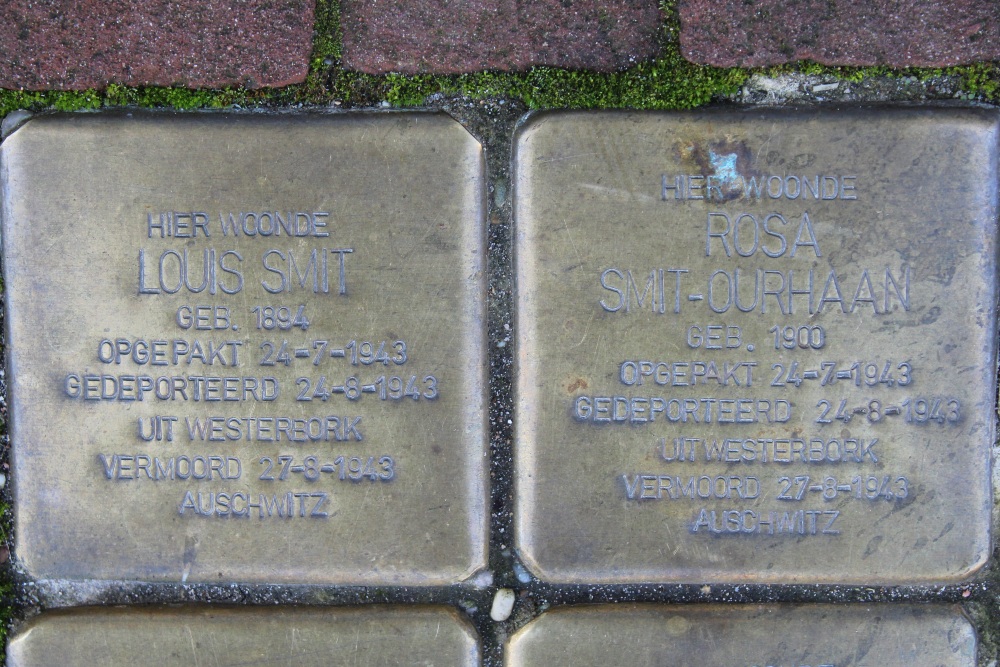 HIER WOONDE
LOUIS SMIT
GEB. 1894
OPGEPAKT 24-7-1943
GEDEPORTEERD 24-8-1943
UIT WESTERBORK
VERMOORD 27-8-1943
AUSCHWITZ
HIER WOONDE
ROSA
SMIT-OURHAAN
GEB. 1900
OPGEPAKT 24-7-1943
GEDEPORTEERD 24-8-1943
UIT WESTERBORK
VERMOORD 27-8-1943
AUSCHWITZ